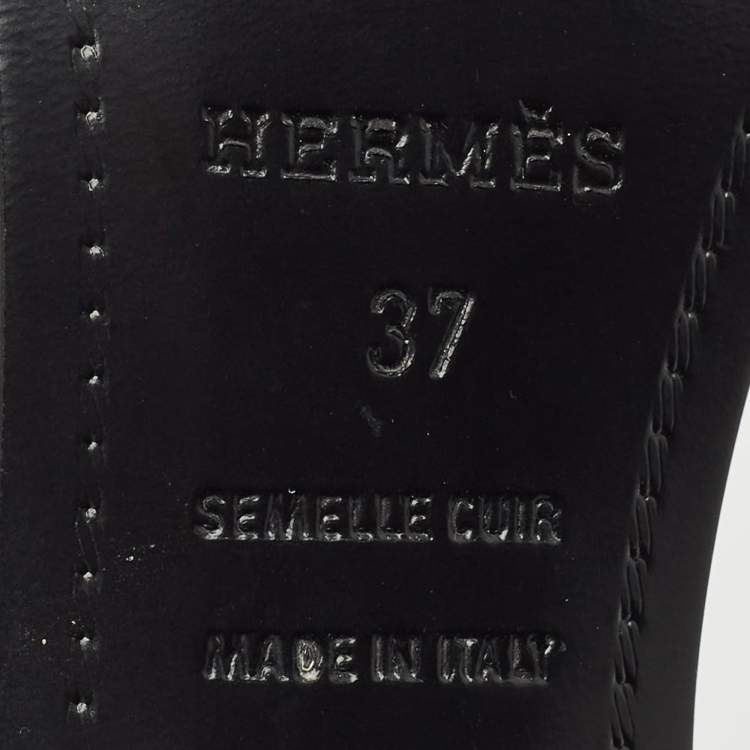 HERMÈS
37
SEMELLE CUIR
MADE IN ITALY